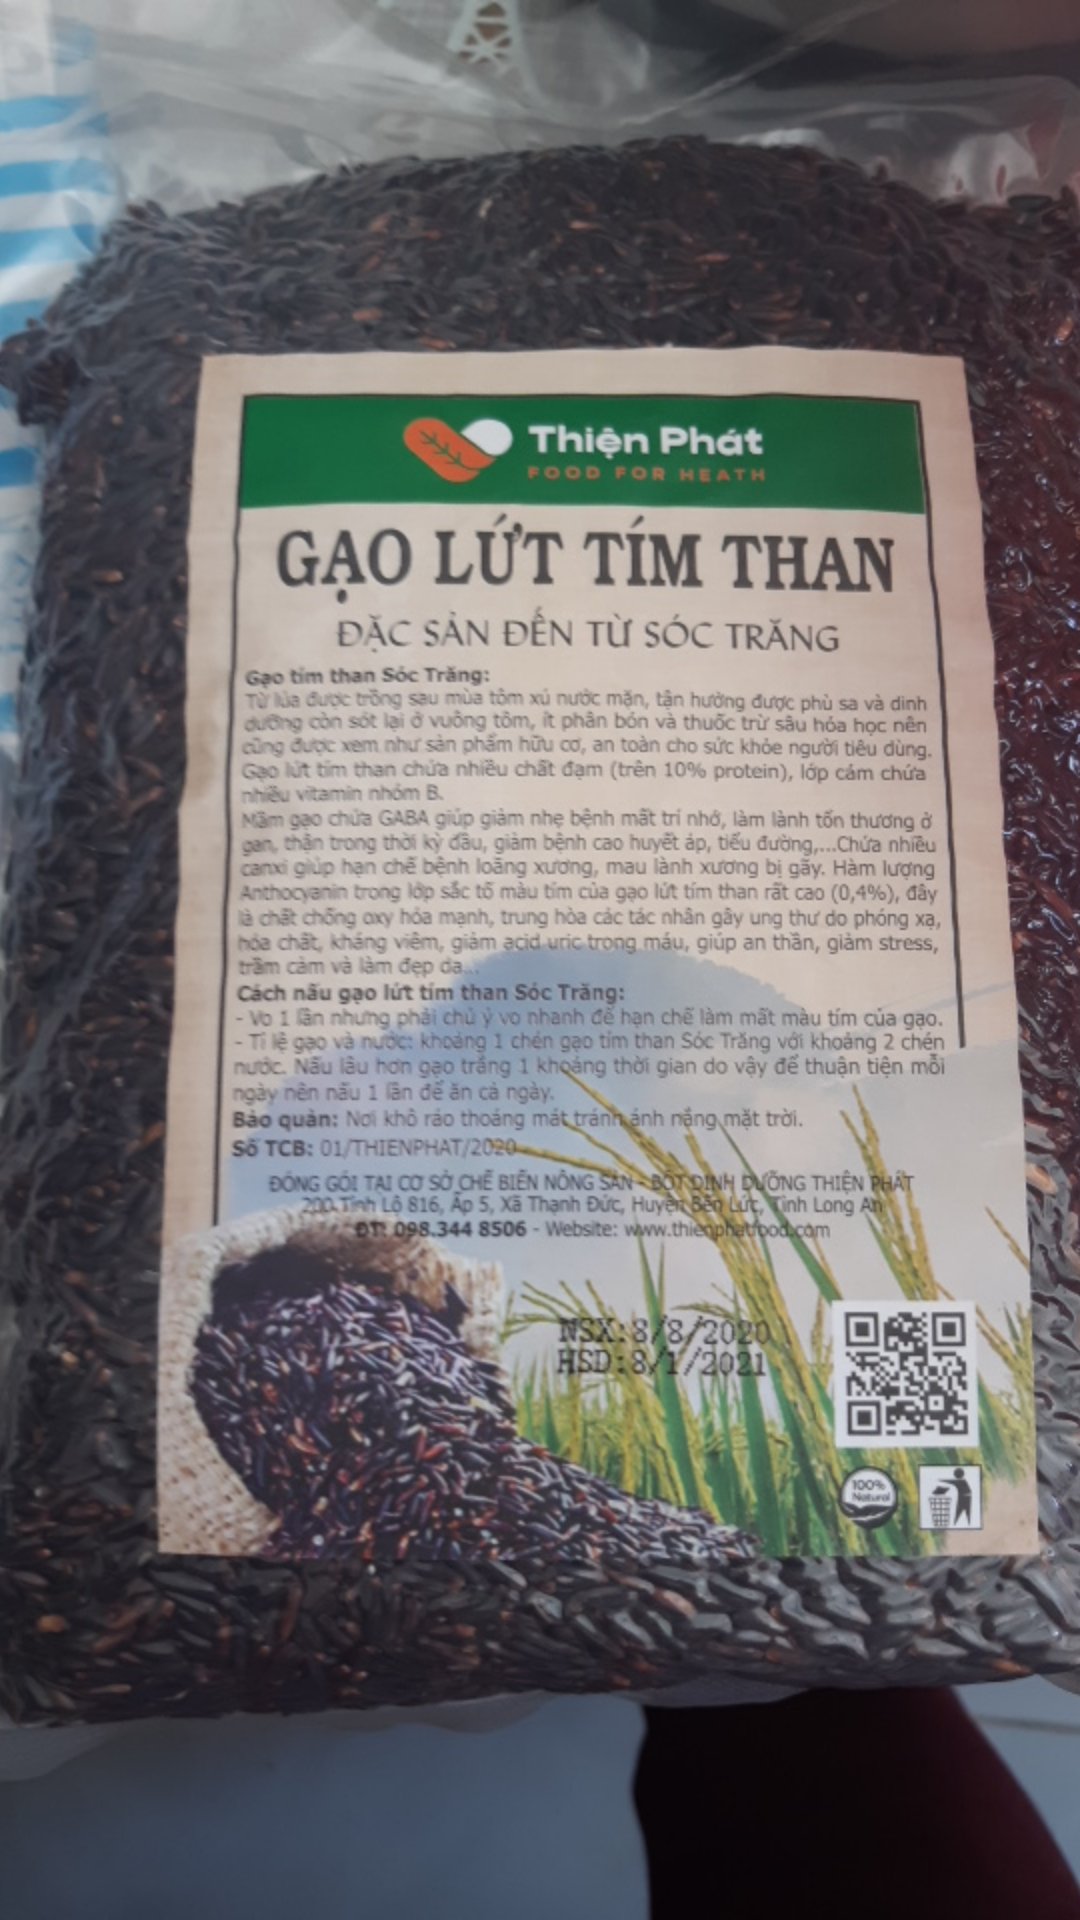 Thiện Phát
FOOD FOR HEATH
GẠO LỨT TÍM THAN
ĐẶC SẢN ĐẾN TỪ SÓC TRĂNG
Gạo tím than Sóc Trăng:
Từ lúa được trồng sau mùa tôm xú nước mặn, tận hưởng được phù sa và dinh
dưỡng còn sót lại ở vuông tôm, ít phân bón và thuốc trừ sâu hóa học nên
cũng được xem như sản phẩm hữu cơ, an toàn cho sức khỏe người tiêu dùng.
Gạo lứt tím than chứa nhiều chất đạm (trên 10% protein), lớp cám chứa
nhiều vitamin nhóm B.
Mầm gạo chứa GABA giúp giảm nhẹ bệnh mất trí nhớ, làm lành tổn thương ở
gan, thận trong thời kỳ đầu, giảm bệnh cao huyết áp, tiểu đường,...Chứa nhiều
canxi giúp hạn chế bệnh loãng xương, mau lành xương bị gãy. Hàm lượng
Anthocyanin trong lớp sắc tố màu tím của gạo lứt tím than rất cao (0,4%), đây
là chất chống oxy hóa mạnh, trung hòa các tác nhân gây ung thư do phóng xạ,
hóa chất, kháng viêm, giảm acid uric trong máu, giúp an thần, giảm stress,
trầm cảm và làm đẹp da...
Cách nấu gạo lứt tím than Sóc Trăng:
- Vo 1 lần nhưng phải chú ý vo nhanh để hạn chế làm mất màu tím của gạo.
- Tỉ lệ gạo và nước: khoảng 1 chén gạo tím than Sóc Trăng với khoảng 2 chén
nước. Nấu lâu hơn gạo trắng 1 khoảng thời gian do vậy để thuận tiện mỗi
ngày nên nấu 1 lần để ăn cả ngày.
Bảo quản: Nơi khô ráo thoáng mát tránh ánh nắng mặt trời.
Số TCB: 01/THIENPHAT/2020
ĐÓNG GÓI TẠI CƠ SỞ CHẾ BIẾN NÔNG SẢN - BỘT DINH DƯỠNG THIỆN PHÁT
200 Tỉnh Lộ 816, Ấp 5, Xã Thạnh Đức, Huyện Bến Lức, Tỉnh Long An
ĐT: 098.344 8506 - Website: www.thienphatfood.com
NSX:8/8/2020
HSD:8/1/2021
100%
Natural